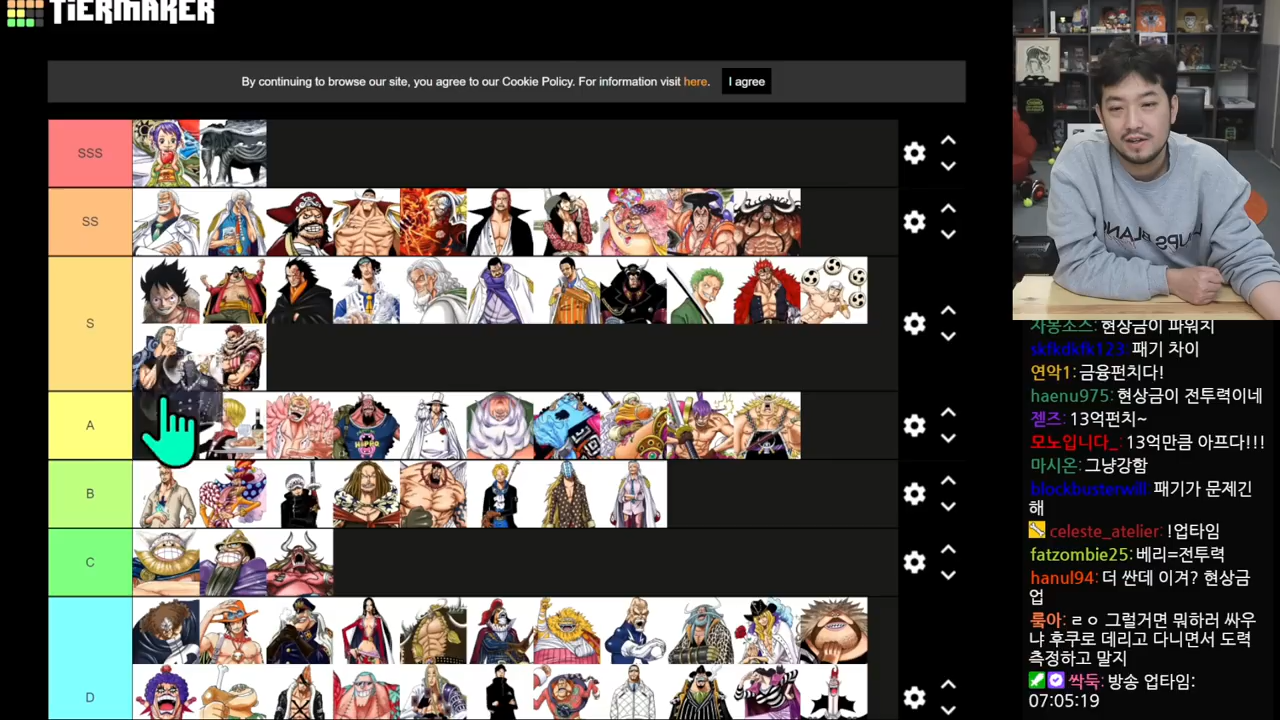 TIERMAKER
By continuing to browse our site, you agree to our Cookie Policy. For information visit here. I agree
SSS
SS
S
A
B
C
D
자몽소스: 현상금이 파워지
skfkdkfk123: 패기 차이
연악1: 금융펀치다!
haenu975: 현상금이 전투력이네
젤즈: 13억펀치~
모노입니다_: 13억만큼 아프다!!!
마시온: 그냥강함
blockbusterwill: 패기가 문제긴
해
celeste_atelier: !업타임
fatzombie25: 베리=전투력
hanul94: 더 싼데 이겨? 현상금
업
룸아: ㄹㅇ 그럴거면 뭐하러 싸우
냐 후쿠로 데리고 다니면서 도력
측정하고 말지
싹둑: 방송 업타임:
07:05:19